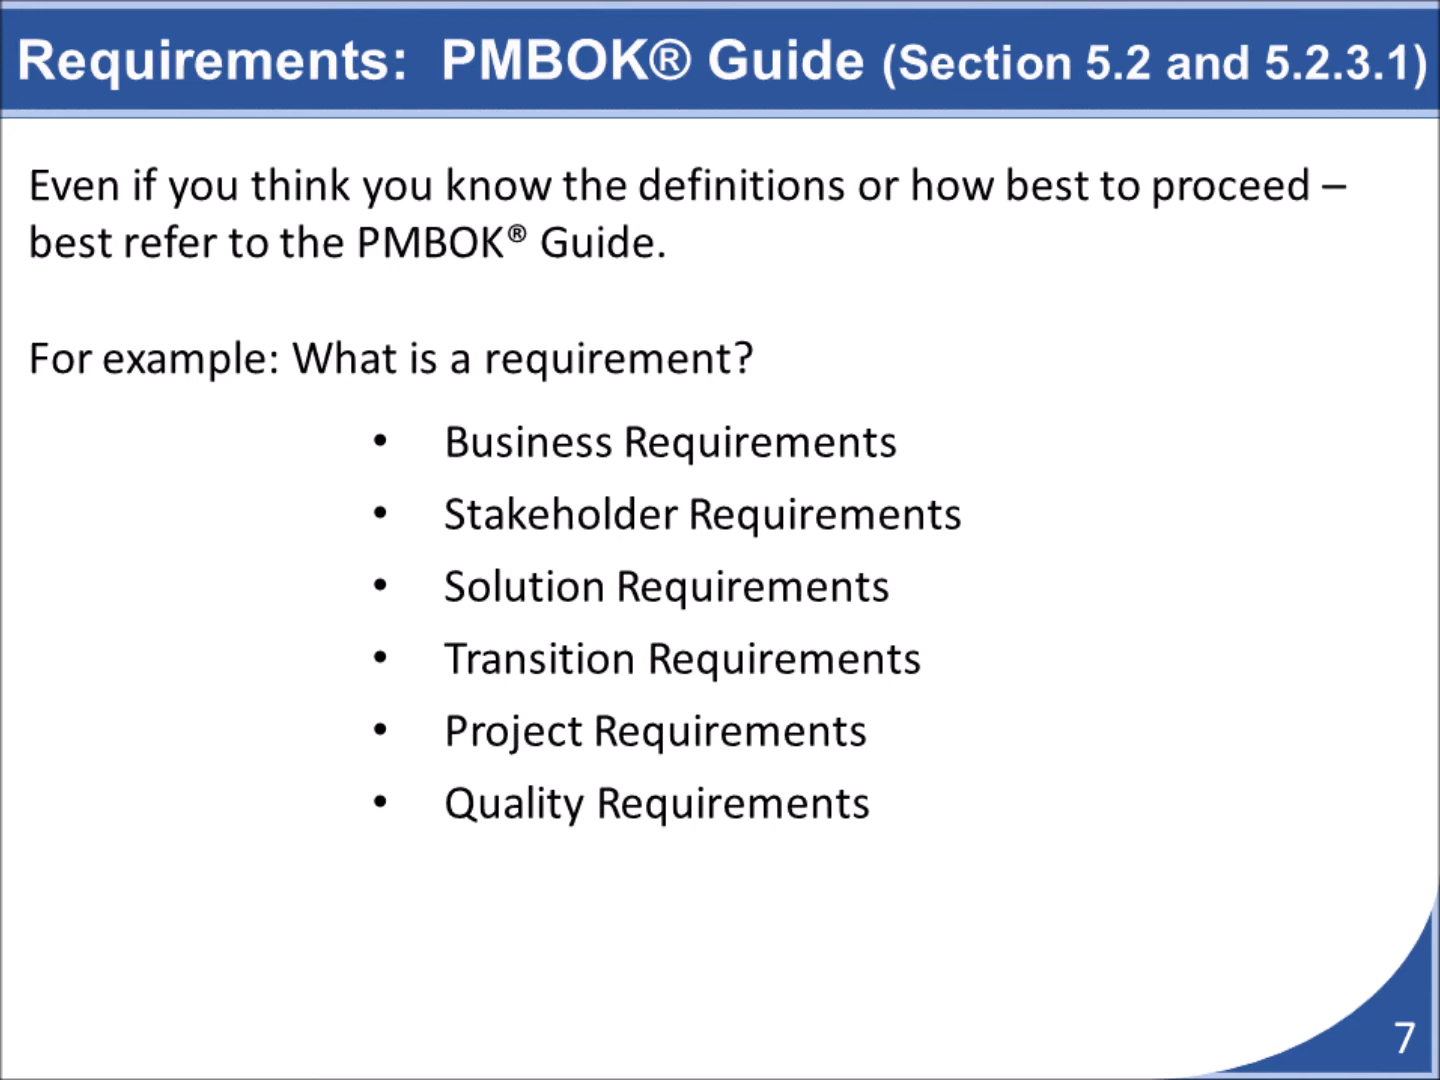 Requirements: PMBOK® Guide (Section 5.2 and 5.2.3.1)
Even if you think you know the definitions or how best to proceed –
best refer to the PMBOK® Guide.
For example: What is a requirement?
• Business Requirements
• Stakeholder Requirements
• Solution Requirements
• Transition Requirements
• Project Requirements
• Quality Requirements
7